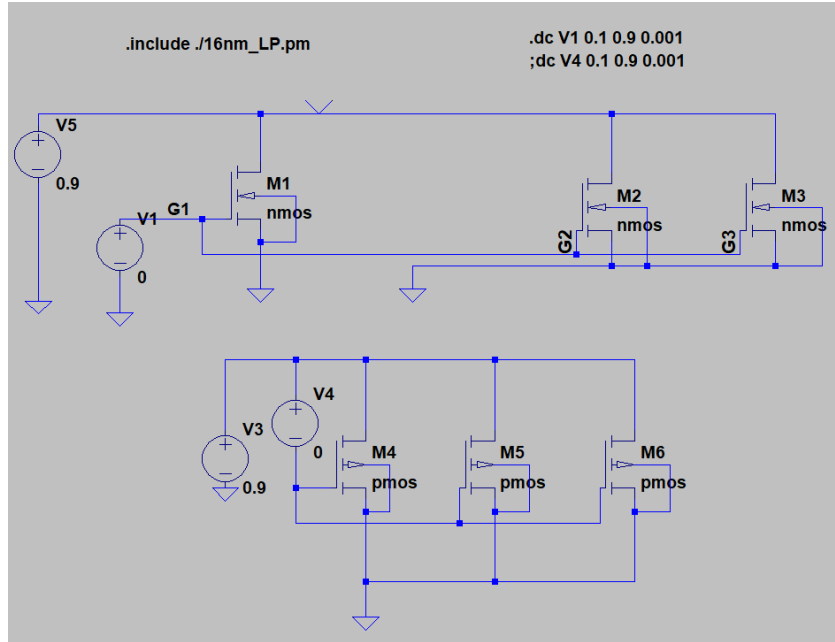 .include ./16nm_LP.pm
.dc V1 0.1 0.9 0.001
;dc V4 0.1 0.9 0.001
V5
0.9
G1
V1
0
M1
nmos
G2
M2
nmos
G3
M3
nmos
V3
0.9
V4
0
M4
pmos
M5
pmos
M6
pmos